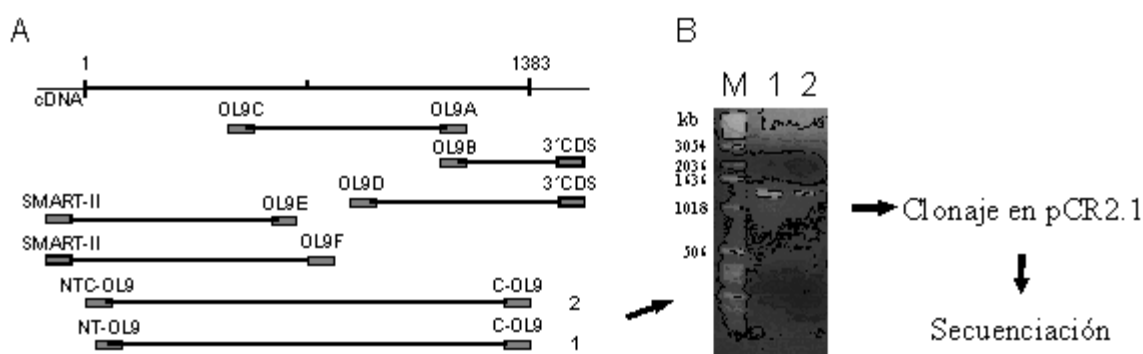 A
1
1383
cDNA
OL9C
OL9A
OL9B
3'CDS
OL9D
3'CDS
SMART-II
OL9E
SMART-II
OL9F
NTC-OL9
C-OL9
2
NT-OL9
C-OL9
1
B
M 1 2
kb
3054
2036
1636
1018
506
Clonaje en pCR2.1
Secuenciación